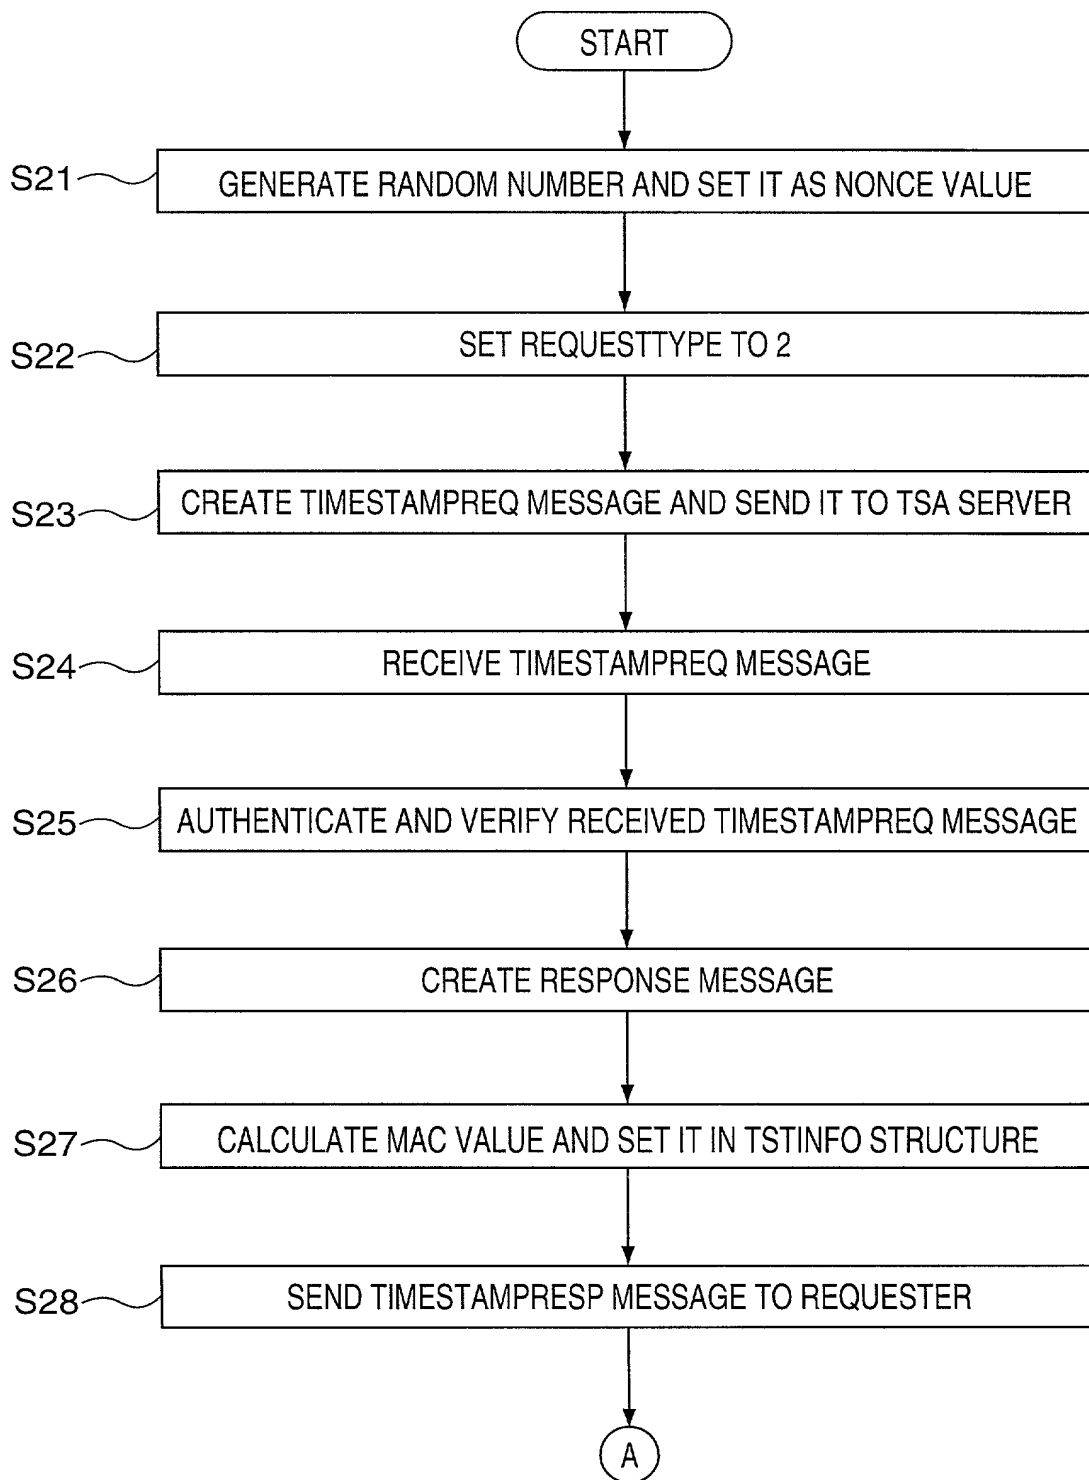 START
S21 GENERATE RANDOM NUMBER AND SET IT AS NONCE VALUE
S22 SET REQUESTTYPE TO 2
S23 CREATE TIMESTAMPREQ MESSAGE AND SEND IT TO TSA SERVER
S24 RECEIVE TIMESTAMPREQ MESSAGE
S25 AUTHENTICATE AND VERIFY RECEIVED TIMESTAMPREQ MESSAGE
S26 CREATE RESPONSE MESSAGE
S27 CALCULATE MAC VALUE AND SET IT IN TSTINFO STRUCTURE
S28 SEND TIMESTAMPRESP MESSAGE TO REQUESTER
A